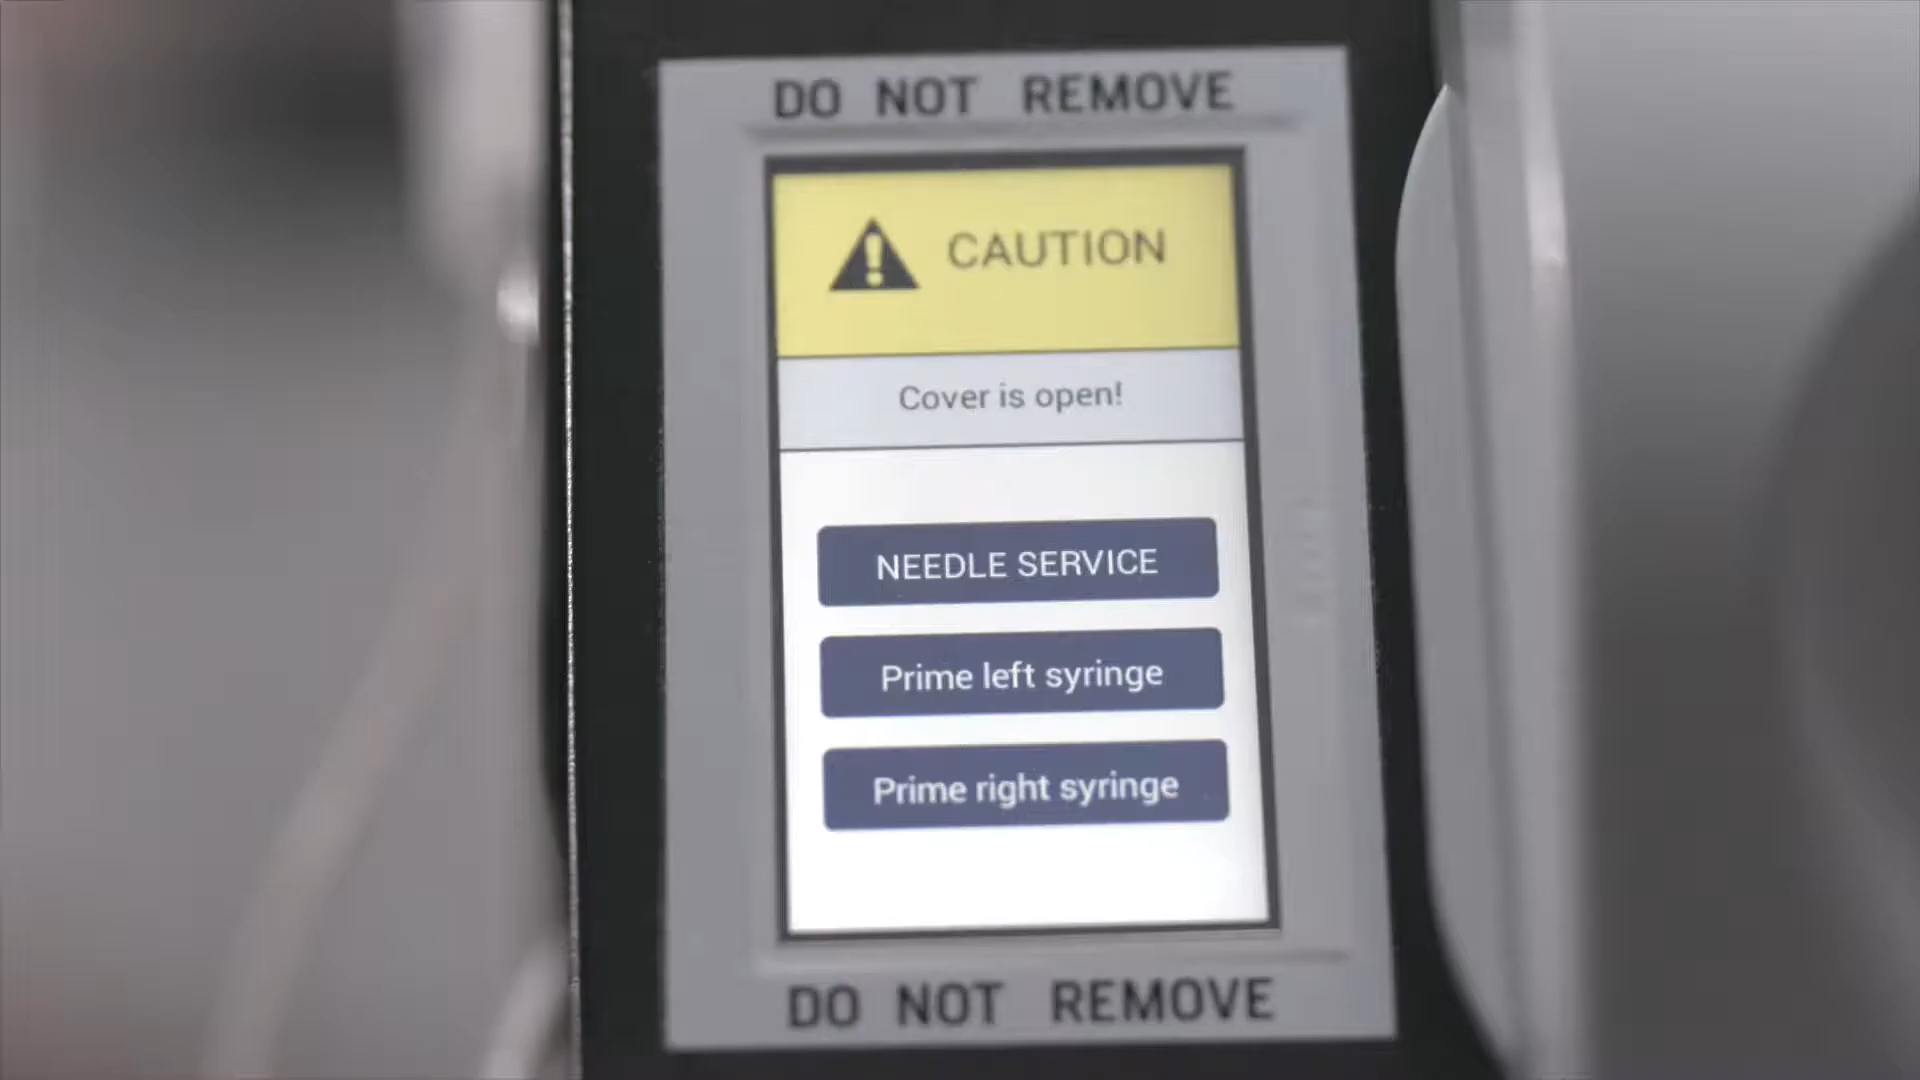 DO NOT REMOVE
CAUTION
Cover is open!
NEEDLE SERVICE
Prime left syringe
Prime right syringe
DO NOT REMOVE